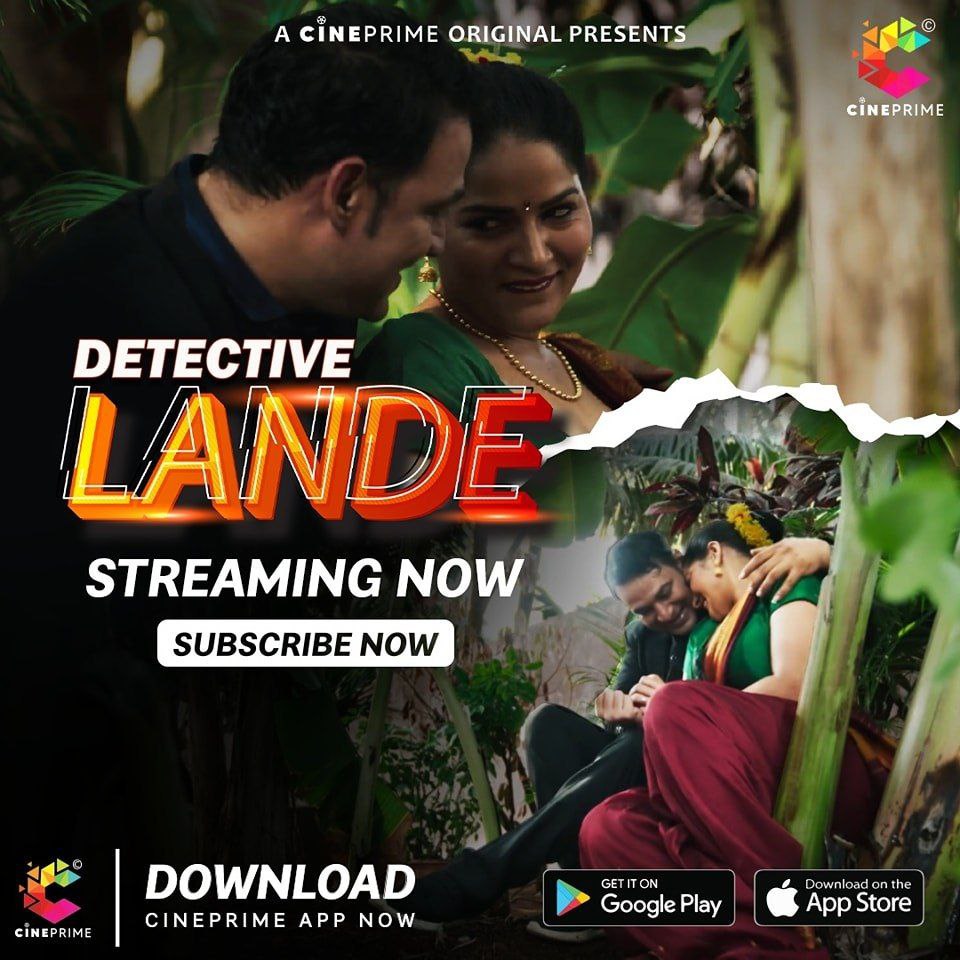 A CINEPRIME ORIGINAL PRESENTS
©
CINEPRIME
DETECTIVE
LANDE
STREAMING NOW
SUBSCRIBE NOW
©
CINEPRIME
DOWNLOAD
CINEPRIME APP NOW
GET IT ON
Google Play
Download on the
App Store